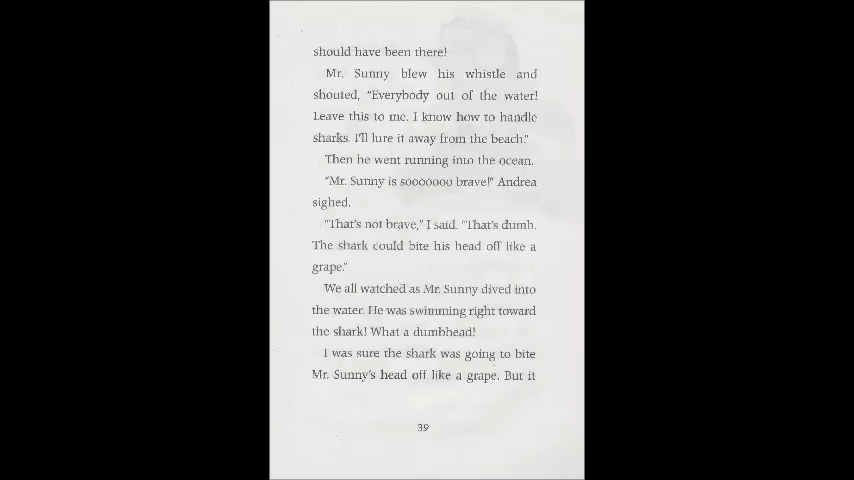 should have been there!
Mr. Sunny blew his whistle and
shouted, “Everybody out of the water!
Leave this to me. I know how to handle
sharks. I’ll lure it away from the beach.”
Then he went running into the ocean.
“Mr. Sunny is sooooooo brave!” Andrea
sighed.
“That’s not brave,” I said. “That’s dumb.
The shark could bite his head off like a
grape.”
We all watched as Mr. Sunny dived into
the water. He was swimming right toward
the shark! What a dumbhead!
I was sure the shark was going to bite
Mr. Sunny’s head off like a grape. But it
39